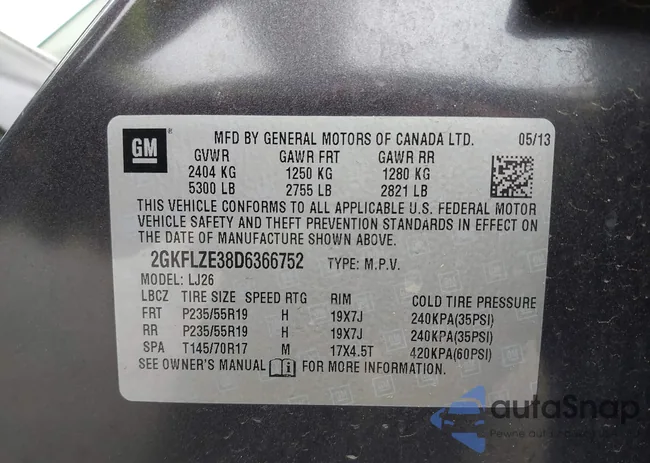 GM ® MFD BY GENERAL MOTORS OF CANADA LTD. 05/13
GVWR GAWR FRT GAWR RR
2404 KG 1250 KG 1280 KG
5300 LB 2755 LB 2821 LB
THIS VEHICLE CONFORMS TO ALL APPLICABLE U.S. FEDERAL MOTOR
VEHICLE SAFETY AND THEFT PREVENTION STANDARDS IN EFFECT ON
THE DATE OF MANUFACTURE SHOWN ABOVE.
2GKFLZE38D6366752 TYPE: M.P.V.
MODEL: LJ26
LBCZ TIRE SIZE SPEED RTG RIM COLD TIRE PRESSURE
FRT P235/55R19 H 19X7J 240KPA(35PSI)
RR P235/55R19 H 19X7J 240KPA(35PSI)
SPA T145/70R17 M 17X4.5T 420KPA(60PSI)
SEE OWNER'S MANUAL FOR MORE INFORMATION.
autaSnap
Pewne auto z USA